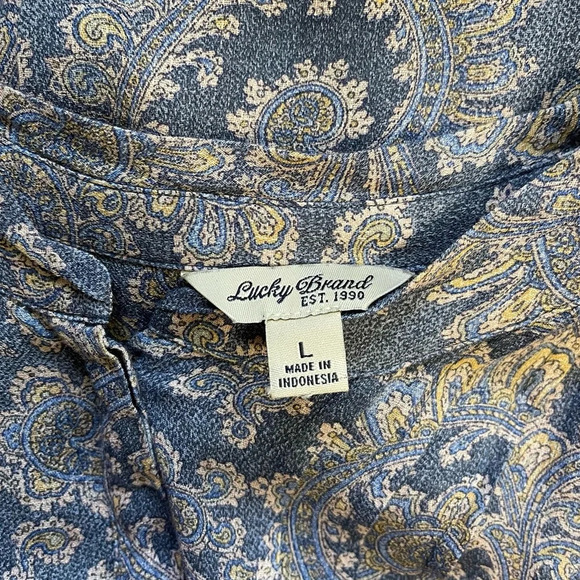 Lucky Brand
EST. 1990
L
MADE IN
INDONESIA